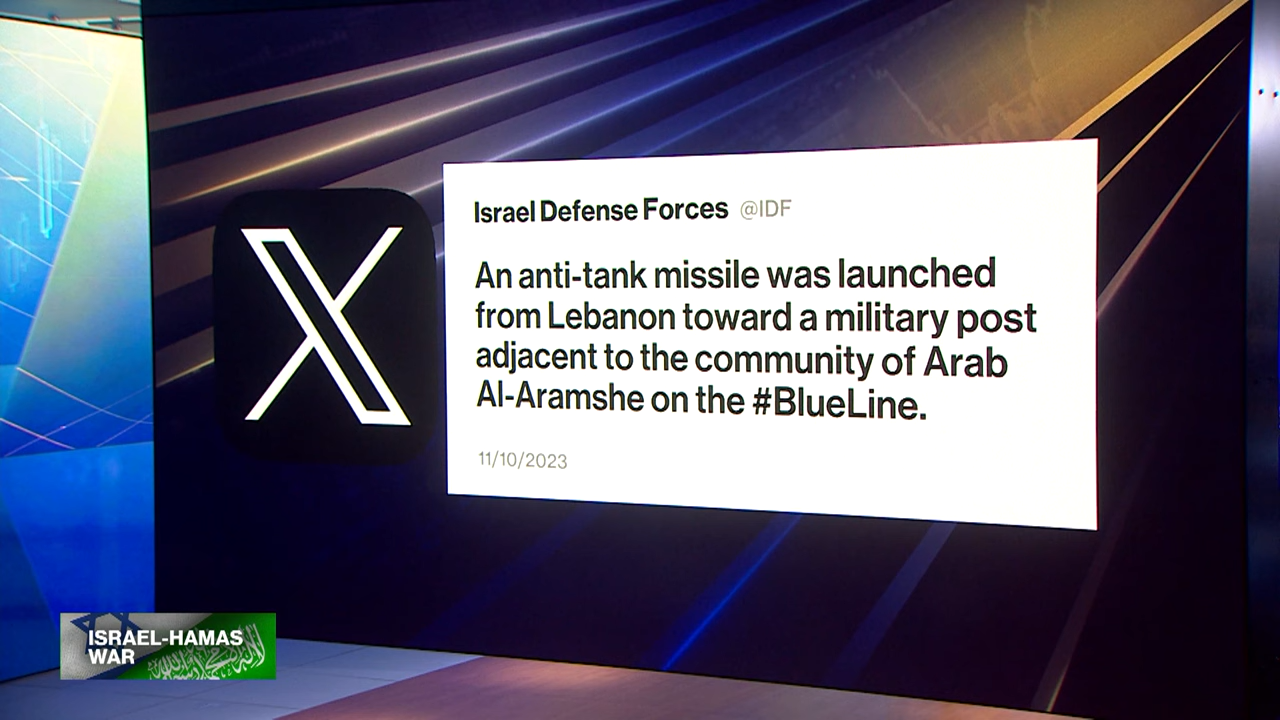 Israel Defense Forces @IDF
An anti-tank missile was launched
from Lebanon toward a military post
adjacent to the community of Arab
Al-Aramshe on the #BlueLine.
11/10/2023
ISRAEL-HAMAS
WAR